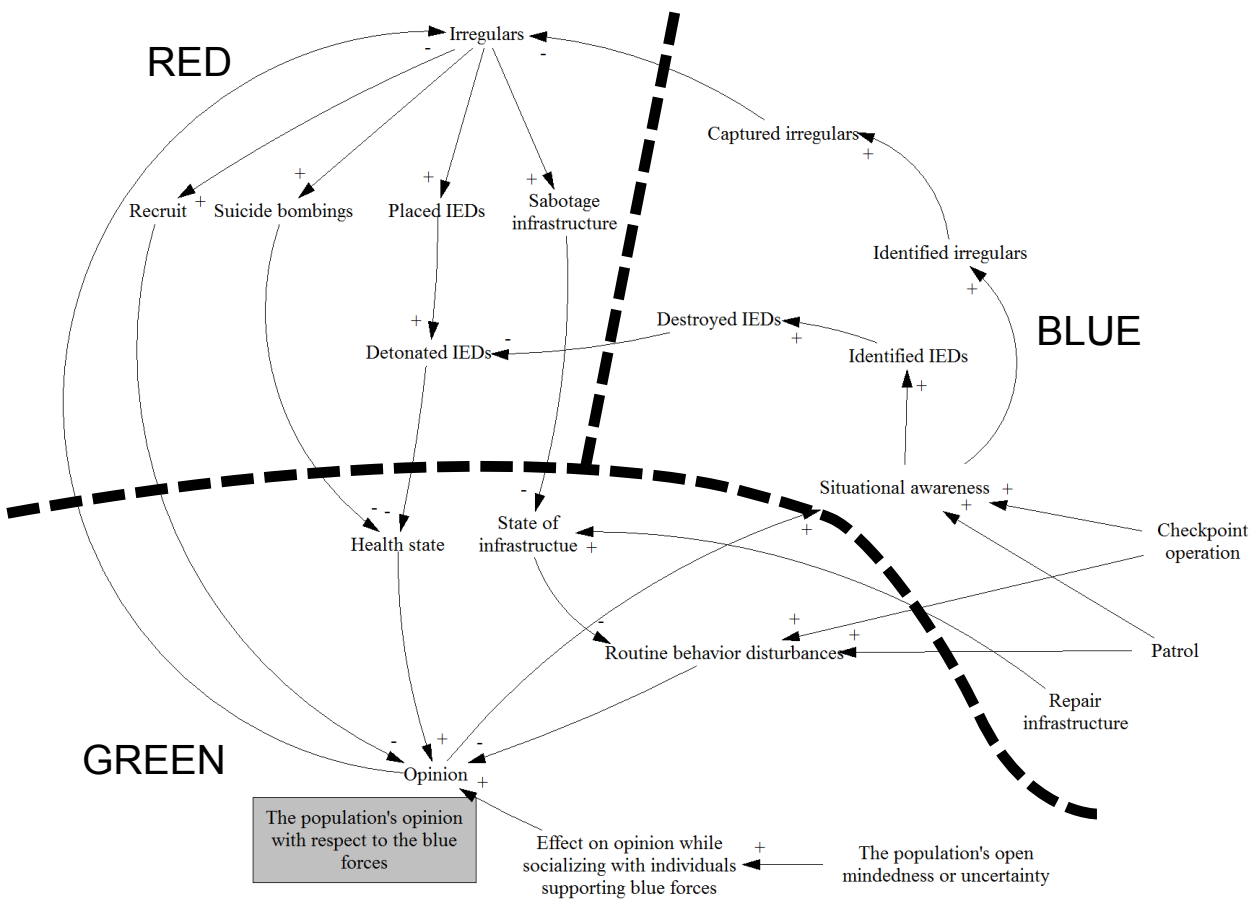 Irregulars
-
-
RED
Captured irregulars
+
+
+
+
+
Recruit
Suicide bombings
Placed IEDs
Sabotage
infrastructure
Identified irregulars
+
+
Destroyed IEDs
+
BLUE
-
Detonated IEDs
Identified IEDs
+
Situational awareness
+
+
+
- -
-
Health state
State of
infrastructue
+
Checkpoint
operation
-
+
+
Routine behavior disturbances
Patrol
Repair
infrastructure
GREEN
-
+
-
Opinion
+
The population's opinion
with respect to the blue
forces
Effect on opinion while
socializing with individuals
supporting blue forces
+
The population's open
mindedness or uncertainty